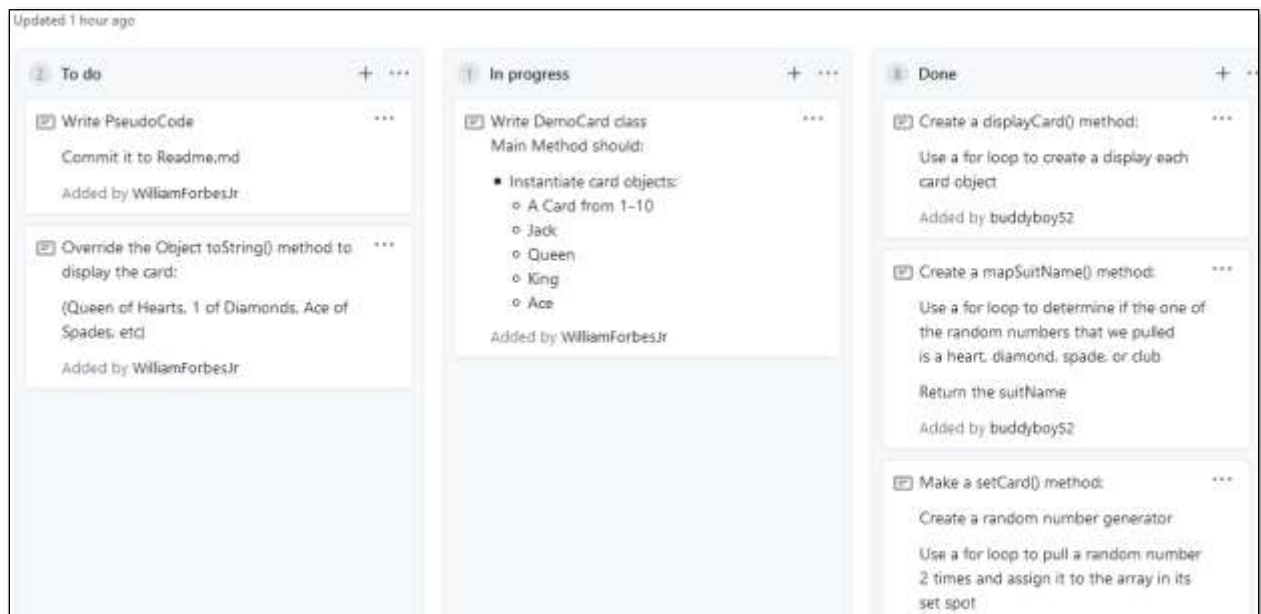 Updated 1 hour ago
2 To do
Write PseudoCode
Commit it to Readme.md
Added by WilliamForbesJr
Override the Object toString() method to
display the card:
(Queen of Hearts, 1 of Diamonds, Ace of
Spades, etc)
Added by WilliamForbesJr
1 In progress
Write DemoCard class
Main Method should:
Instantiate card objects:
A Card from 1-10
Jack
Queen
King
Ace
Added by WilliamForbesJr
Done
Create a displayCard() method:
Use a for loop to create a display each
card object
Added by buddyboy52
Create a mapSuitName() method:
Use a for loop to determine if the one of
the random numbers that we pulled
is a heart, diamond, spade, or club
Return the suitName
Added by buddyboy52
Make a setCard() method:
Create a random number generator
Use a for loop to pull a random number
2 times and assign it to the array in its
set spot